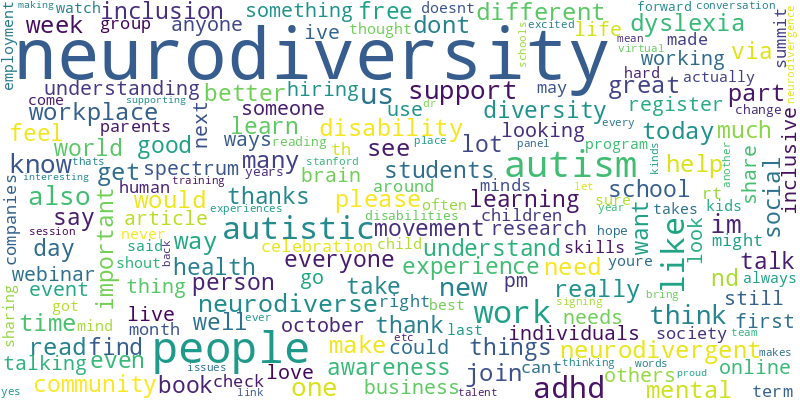 making watch something free different doesnt forward conversation
employment week group inclusion anyone ive thought dont dyslexia life excited schools mean virtual made summit neurodivergence
neurodiversity via working
understanding better hiring us support great hard actually
come supporting workplace next someone use dr may diversity register part change
feel parents learn ways reading disability looking every today much
world good th place see lot panel program share inclusive
know thats spectrum many brain stanford students autism kinds help another
companies interesting get training years around minds let school rt social
also human would thanks please often learning sure year takes kids
say important article experiences disabilities children hope want im
session never autistic movement research like look might
day said back way celebration child understand skills youre talk
webinar shout health everyone experience need nd always
event thing person go take new pm really still
sharing got neurodiverse right best signing bring
time mind live well ever october thank last work needs think first
month etc individuals society team
read find people make could things neurodivergent makes
talking even issues awareness cant thinking words others online
yes community book check love one business join adhd proud mental term
link talent